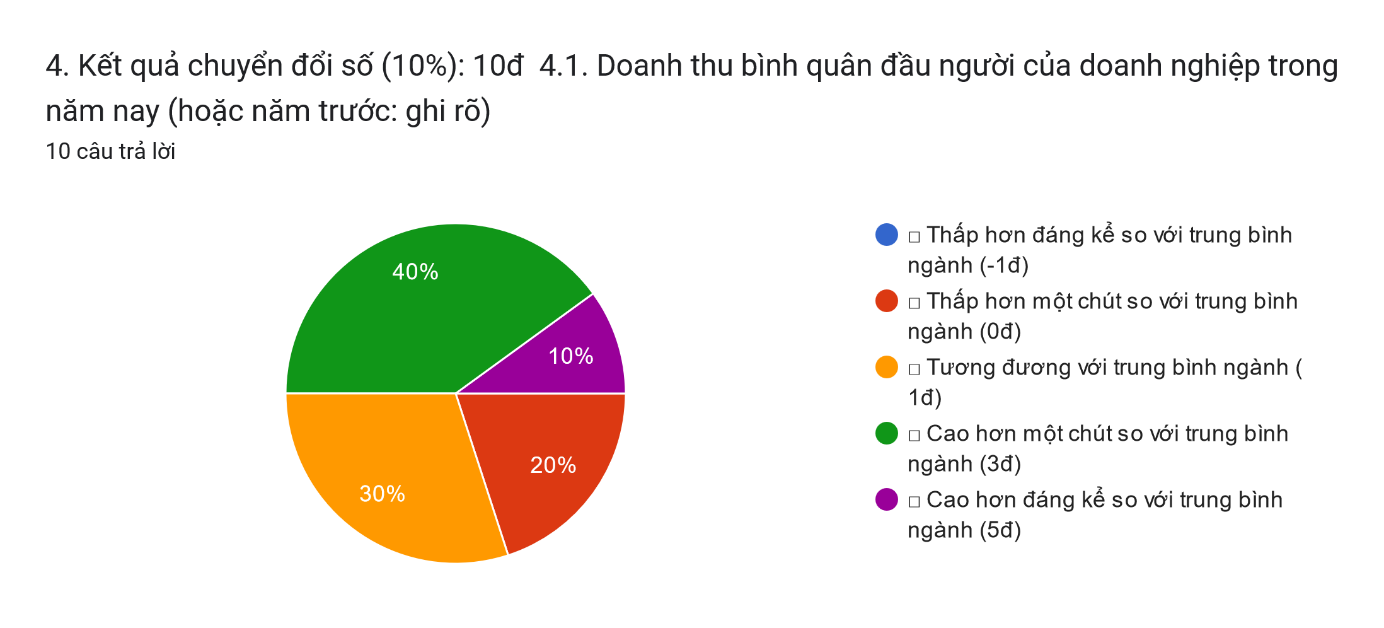 4. Kết quả chuyển đổi số (10%): 10đ 4.1. Doanh thu bình quân đầu người của doanh nghiệp trong
năm nay (hoặc năm trước: ghi rõ)
10 câu trả lời
40%
10%
20%
30%
□ Thấp hơn đáng kể so với trung bình
ngành (-1đ)
□ Thấp hơn một chút so với trung bình
ngành (0đ)
□ Tương đương với trung bình ngành (
1đ)
□ Cao hơn một chút so với trung bình
ngành (3đ)
□ Cao hơn đáng kể so với trung bình
ngành (5đ)